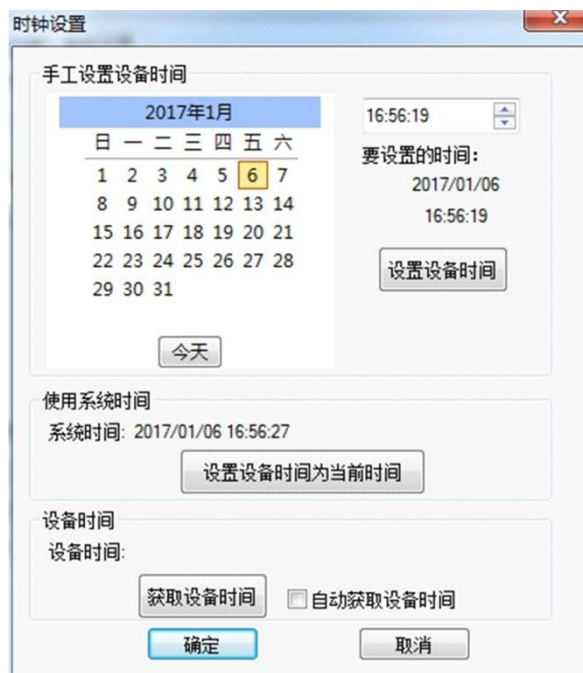 时钟设置
手工设置设备时间
2017年1月
日 一 二 三 四 五 六
1 2 3 4 5 6 7
8 9 10 11 12 13 14
15 16 17 18 19 20 21
22 23 24 25 26 27 28
29 30 31
今天
16:56:19
要设置的时间:
2017/01/06
16:56:19
设置设备时间
使用系统时间
系统时间: 2017/01/06 16:56:27
设置设备时间为当前时间
设备时间
设备时间:
获取设备时间 自动获取设备时间
确定 取消